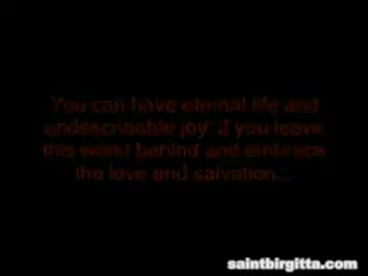 You can have eternal life and
undescribable joy, if you leave
this world behind and embrace
the love and salvation...
saintbirgitta.com